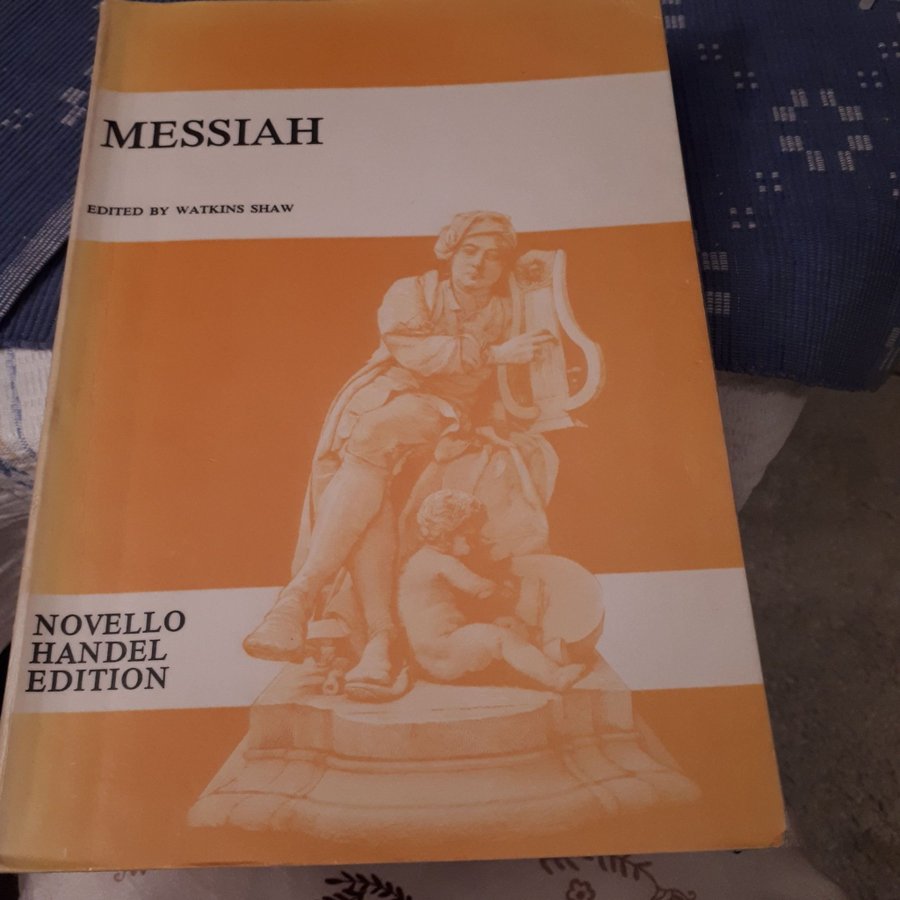 MESSIAH
EDITED BY WATKINS SHAW
NOVELLO
HANDEL
EDITION